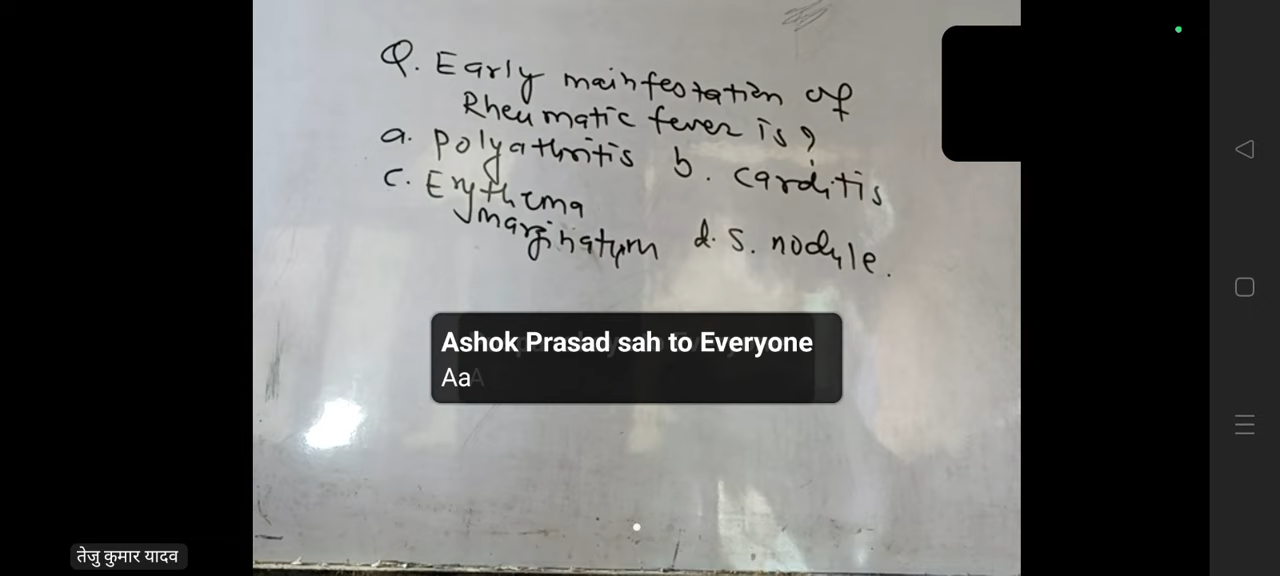 Q. Early mainfestation of
Rheumatic fever is?
a. polyathritis b. carditis
c. Erythema
marginatum d. s. nodule.
Ashok Prasad sah to Everyone
Aa
तेजु कुमार यादव